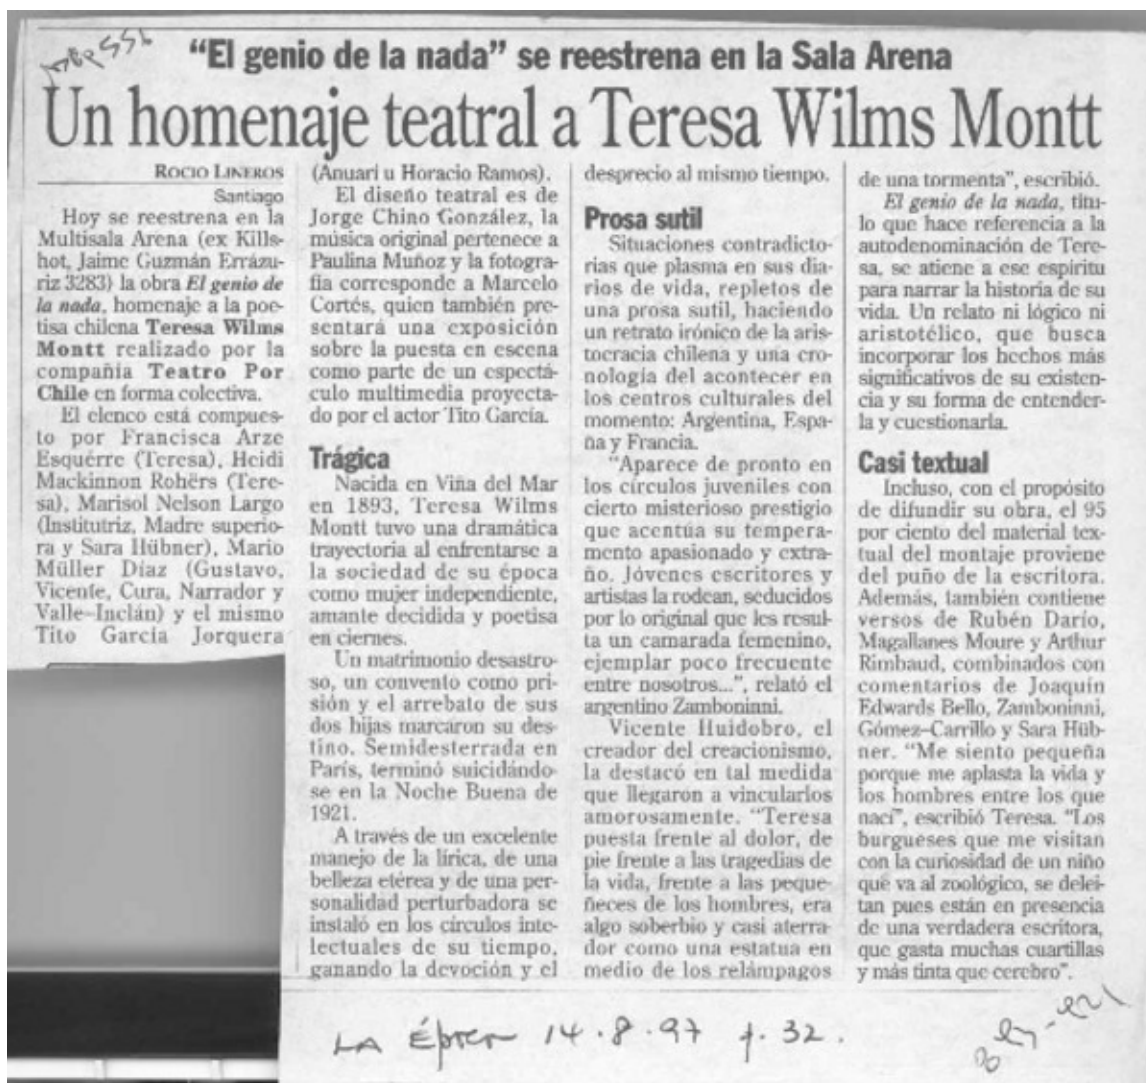 “El genio de la nada” se reestrena en la Sala Arena
Un homenaje teatral a Teresa Wilms Montt
ROCIO LINEROS
Santiago
Hoy se reestrena en la
Multisala Arena (ex Kills-
hot, Jaime Guzmán Errázu-
riz 3283) la obra El genio de
la nada, homenaje a la poe-
tisa chilena Teresa Wilms
Montt realizado por la
compañía Teatro Por
Chile en forma colectiva.
El elenco está compues-
to por Francisca Arze
Esquérre (Teresa), Heidi
Mackinnon Rohërs (Tere-
sa), Marisol Nelson Largo
(Institutriz, Madre superio-
ra y Sara Hübner), Mario
Müller Díaz (Gustavo,
Vicente, Cura, Narrador y
Valle-Inclán) y el mismo
Tito García Jorquera
(Anuari u Horacio Ramos).
El diseño teatral es de
Jorge Chino González, la
música original pertenece a
Paulina Muñoz y la fotogra-
fía corresponde a Marcelo
Cortés, quien también pre-
sentará una exposición
sobre la puesta en escena
como parte de un espectá-
culo multimedia proyecta-
do por el actor Tito García.
Trágica
Nacida en Viña del Mar
en 1893, Teresa Wilms
Montt tuvo una dramática
trayectoria al enfrentarse a
la sociedad de su época
como mujer independiente,
amante decidida y poetisa
en ciernes.
Un matrimonio desastro-
so, un convento como pri-
sión y el arrebato de sus
dos hijas marcaron su des-
tino. Semidesterrada en
París, terminó suicidándo-
se en la Noche Buena de
1921.
A través de un excelente
manejo de la lírica, de una
belleza etérea y de una per-
sonalidad perturbadora se
instaló en los círculos inte-
lectuales de su tiempo,
ganando la devoción y el
desprecio al mismo tiempo.
Prosa sutil
Situaciones contradicto-
rias que plasma en sus dia-
rios de vida, repletos de
una prosa sutil, haciendo
un retrato irónico de la aris-
tocracia chilena y una cro-
nología del acontecer en
los centros culturales del
momento: Argentina, Espa-
ña y Francia.
“Aparece de pronto en
los círculos juveniles con
cierto misterioso prestigio
que acentúa su tempera-
mento apasionado y extra-
ño. Jóvenes escritores y
artistas la rodean, seducidos
por lo original que les resul-
ta un camarada femenino,
ejemplar poco frecuente
entre nosotros...”, relató el
argentino Zamboninni.
Vicente Huidobro, el
creador del creacionismo,
la destacó en tal medida
que llegaron a vincularlos
amorosamente. “Teresa
puesta frente al dolor, de
pie frente a las tragedias de
la vida, frente a las peque-
ñeces de los hombres, era
algo soberbio y casi aterra-
dor como una estatua en
medio de los relámpagos
de una tormenta”, escribió.
El genio de la nada, títu-
lo que hace referencia a la
autodenominación de Tere-
sa, se atiene a ese espíritu
para narrar la historia de su
vida. Un relato ni lógico ni
aristotélico, que busca
incorporar los hechos más
significativos de su existen-
cia y su forma de entender-
la y cuestionarla.
Casi textual
Incluso, con el propósito
de difundir su obra, el 95
por ciento del material tex-
tual del montaje proviene
del puño de la escritora.
Además, también contiene
versos de Rubén Darío,
Magallanes Moure y Arthur
Rimbaud, combinados con
comentarios de Joaquín
Edwards Bello, Zamboninni,
Gómez-Carrillo y Sara Hüb-
ner. “Me siento pequeña
porque me aplasta la vida y
los hombres entre los que
nací”, escribió Teresa. “Los
burgueses que me visitan
con la curiosidad de un niño
que va al zoológico, se delei-
tan pues están en presencia
de una verdadera escritora,
que gasta muchas cuartillas
y más tinta que cerebro”.
LA Época 14.8.97 p. 32.